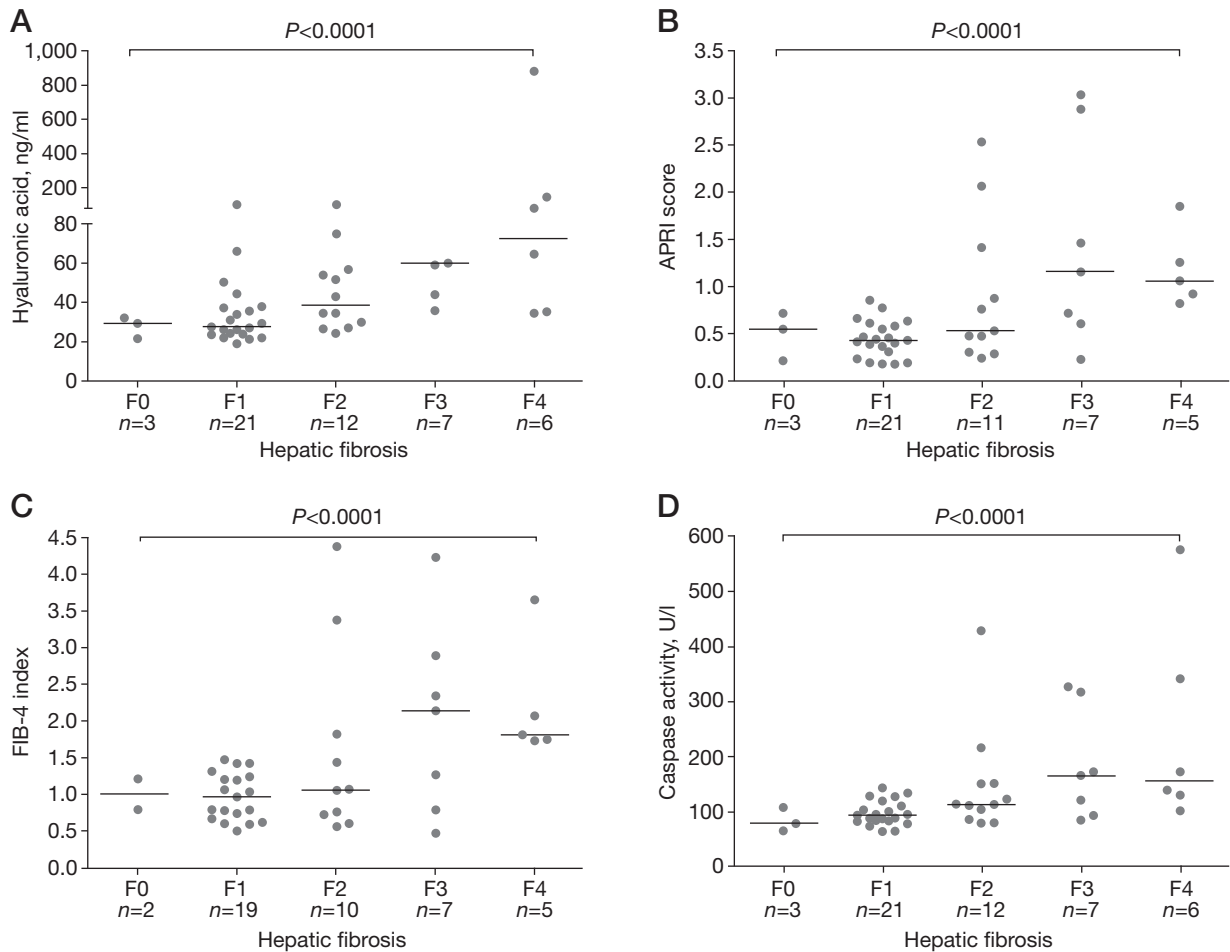 A
P<0.0001
Hyaluronic acid, ng/ml
1,000
800
600
400
200
80
60
40
20
0
F0 F1 F2 F3 F4
n=3 n=21 n=12 n=7 n=6
Hepatic fibrosis
B
P<0.0001
APRI score
3.5
3.0
2.5
2.0
1.5
1.0
0.5
0.0
F0 F1 F2 F3 F4
n=3 n=21 n=11 n=7 n=5
Hepatic fibrosis
C
P<0.0001
FIB-4 index
4.5
4.0
3.5
3.0
2.5
2.0
1.5
1.0
0.5
0.0
F0 F1 F2 F3 F4
n=2 n=19 n=10 n=7 n=5
Hepatic fibrosis
D
P<0.0001
Caspase activity, U/l
600
500
400
300
200
100
0
F0 F1 F2 F3 F4
n=3 n=21 n=12 n=7 n=6
Hepatic fibrosis